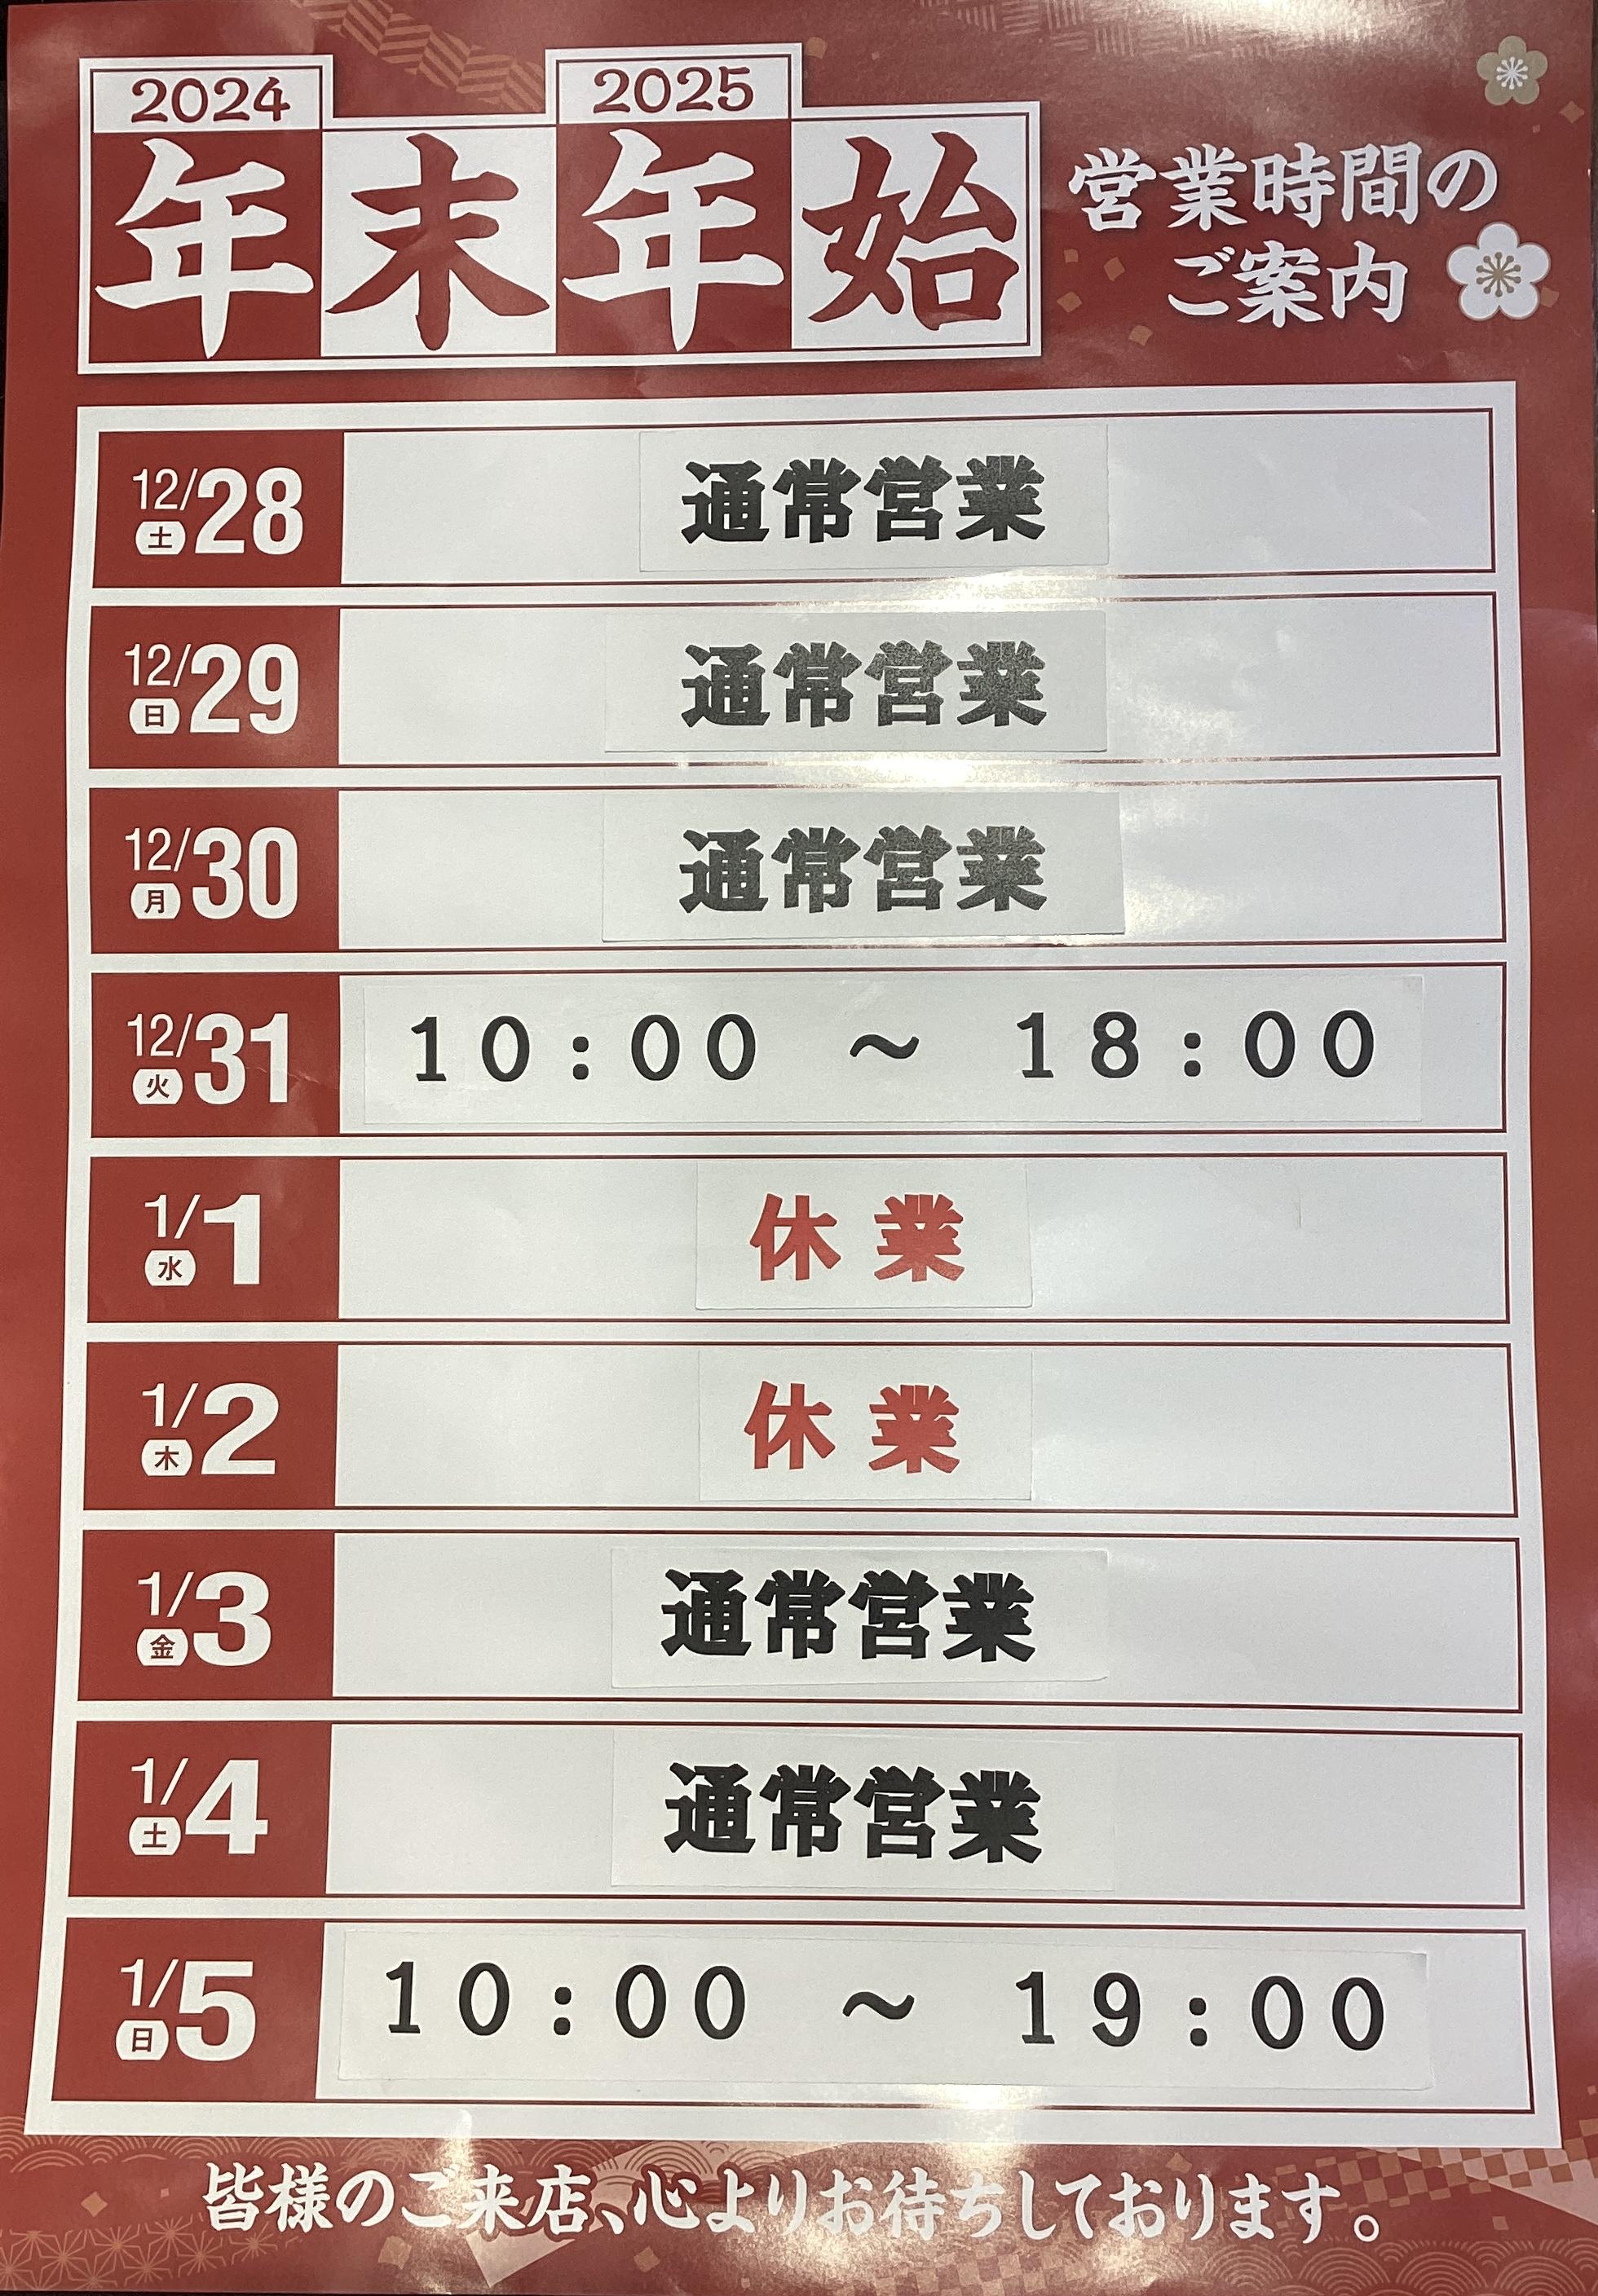 2024 2025
年末年始
営業時間の
ご案内
12/28 土 通常営業
12/29 日 通常営業
12/30 月 通常営業
12/31 火 10:00 ~ 18:00
1/1 水 休業
1/2 木 休業
1/3 金 通常営業
1/4 土 通常営業
1/5 日 10:00 ~ 19:00
皆様のご来店、心よりお待ちしております。